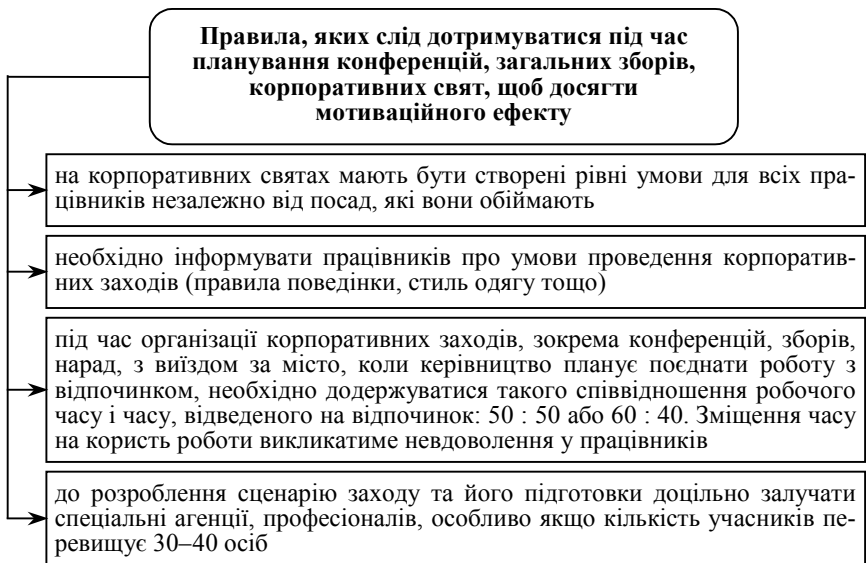 Правила, яких слід дотримуватися під час
планування конференцій, загальних зборів,
корпоративних свят, щоб досягти
мотиваційного ефекту
на корпоративних святах мають бути створені рівні умови для всіх пра-
цівників незалежно від посад, які вони обіймають
необхідно інформувати працівників про умови проведення корпоратив-
них заходів (правила поведінки, стиль одягу тощо)
під час організації корпоративних заходів, зокрема конференцій, зборів,
нарад, з виїздом за місто, коли керівництво планує поєднати роботу з
відпочинком, необхідно додержуватися такого співвідношення робочого
часу і часу, відведеного на відпочинок: 50 : 50 або 60 : 40. Зміщення часу
на користь роботи викликатиме невдоволення у працівників
до розроблення сценарію заходу та його підготовки доцільно залучати
спеціальні агенції, професіоналів, особливо якщо кількість учасників пе-
ревищує 30–40 осіб